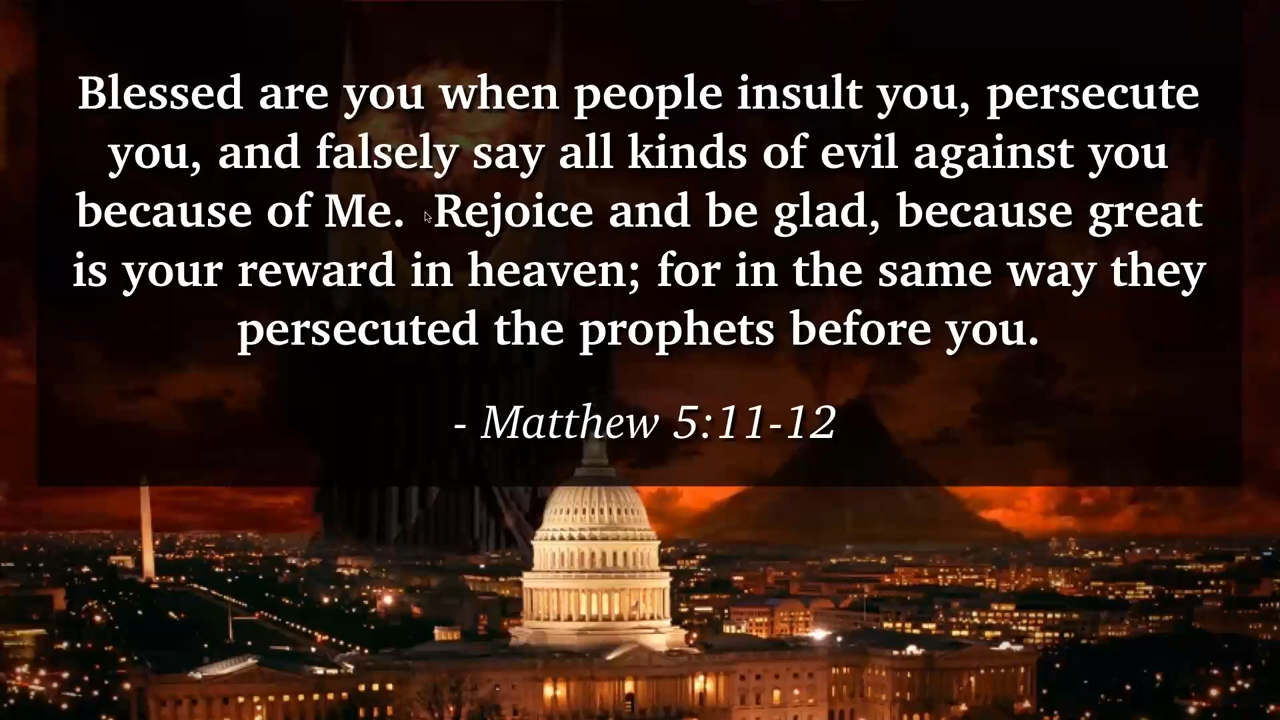 Blessed are you when people insult you, persecute
you, and falsely say all kinds of evil against you
because of Me. Rejoice and be glad, because great
is your reward in heaven; for in the same way they
persecuted the prophets before you.
- Matthew 5:11-12